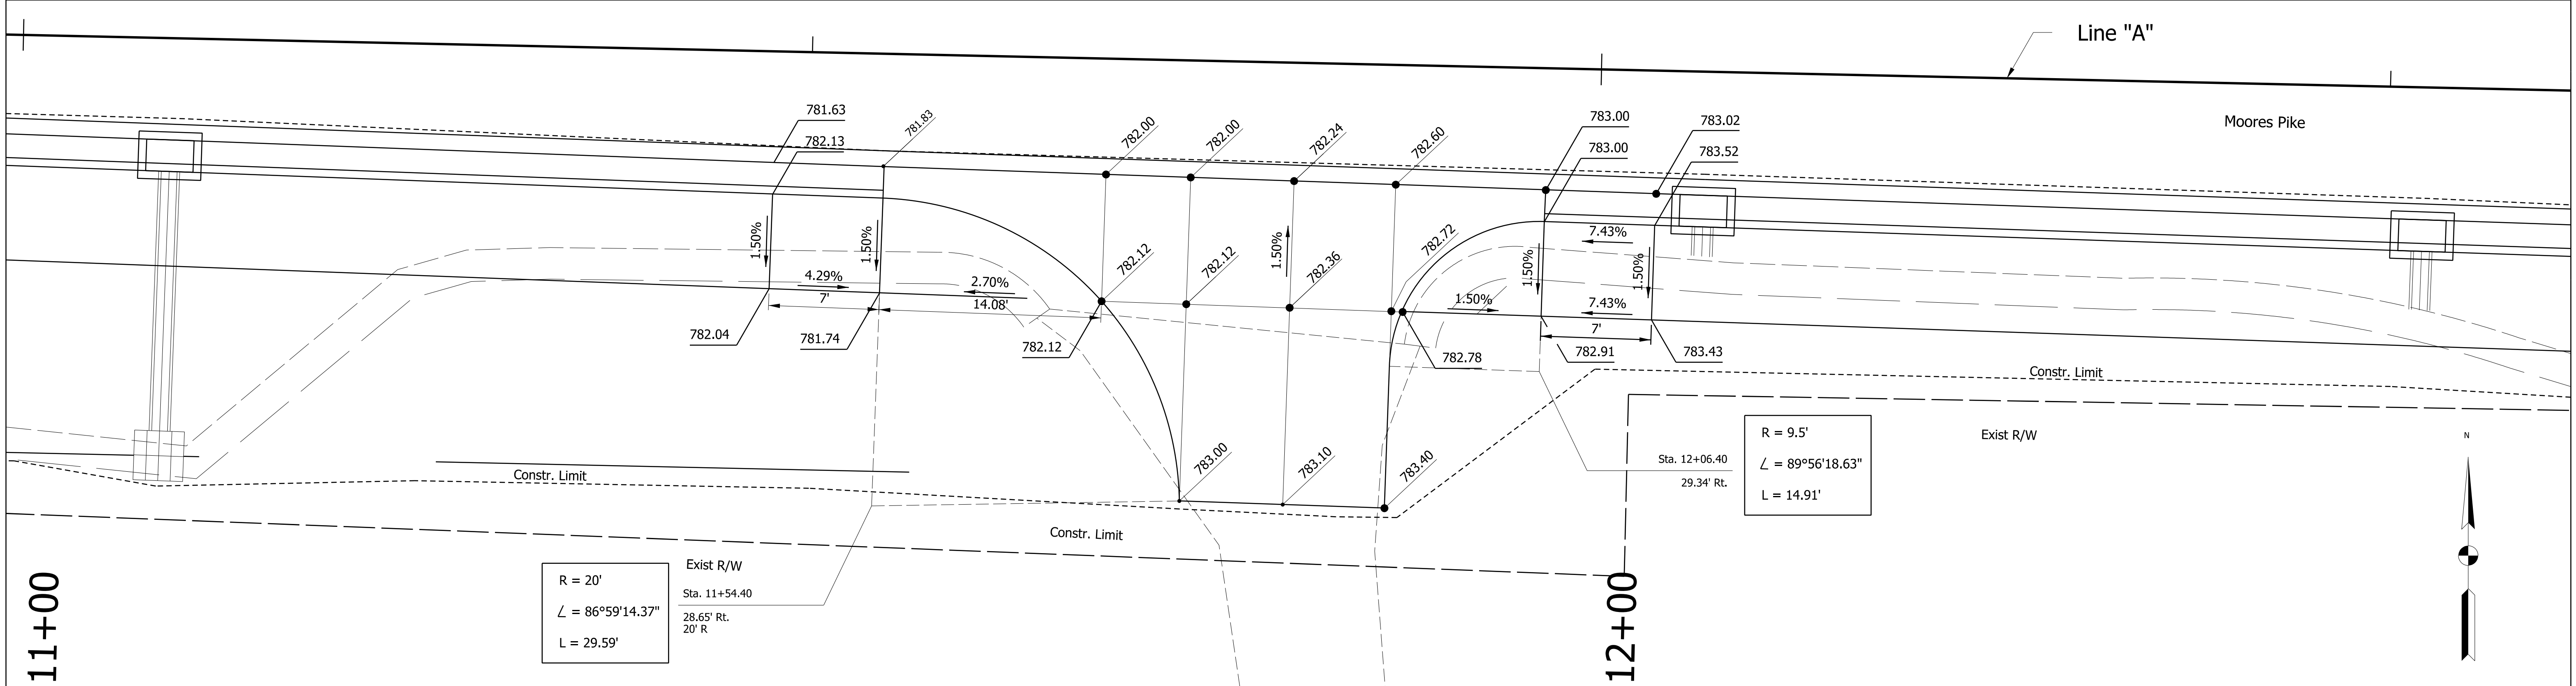 Line "A"
Moores Pike
781.63
782.13
781.83
782.00
782.00
782.24
782.60
783.00
783.00
783.02
783.52
1.50%
1.50%
4.29%
7'
2.70%
14.08'
782.04
781.74
782.12
782.12
782.12
1.50%
782.36
782.72
1.50%
782.78
1.50%
7.43%
1.50%
7.43%
7'
782.91
783.43
Constr. Limit
Exist R/W
N
783.00
783.10
783.40
Constr. Limit
Constr. Limit
Sta. 12+06.40
29.34' Rt.
R = 9.5'
∠ = 89°56'18.63"
L = 14.91'
R = 20'
∠ = 86°59'14.37"
L = 29.59'
Exist R/W
Sta. 11+54.40
28.65' Rt.
20' R
11+00
12+00